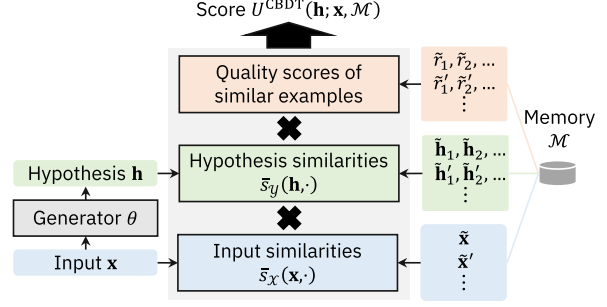 Score U^CBDT(h; x, ℳ)
Quality scores of
similar examples
r̃₁, r̃₂, …
r̃′₁, r̃′₂, …
⋮
Memory
ℳ
Hypothesis h
Hypothesis similarities
s̄_𝒴(h,·)
h̃₁, h̃₂, …
h̃′₁, h̃′₂, …
⋮
Generator θ
Input x
Input similarities
s̄_𝒳(x,·)
x̃
x̃′
⋮